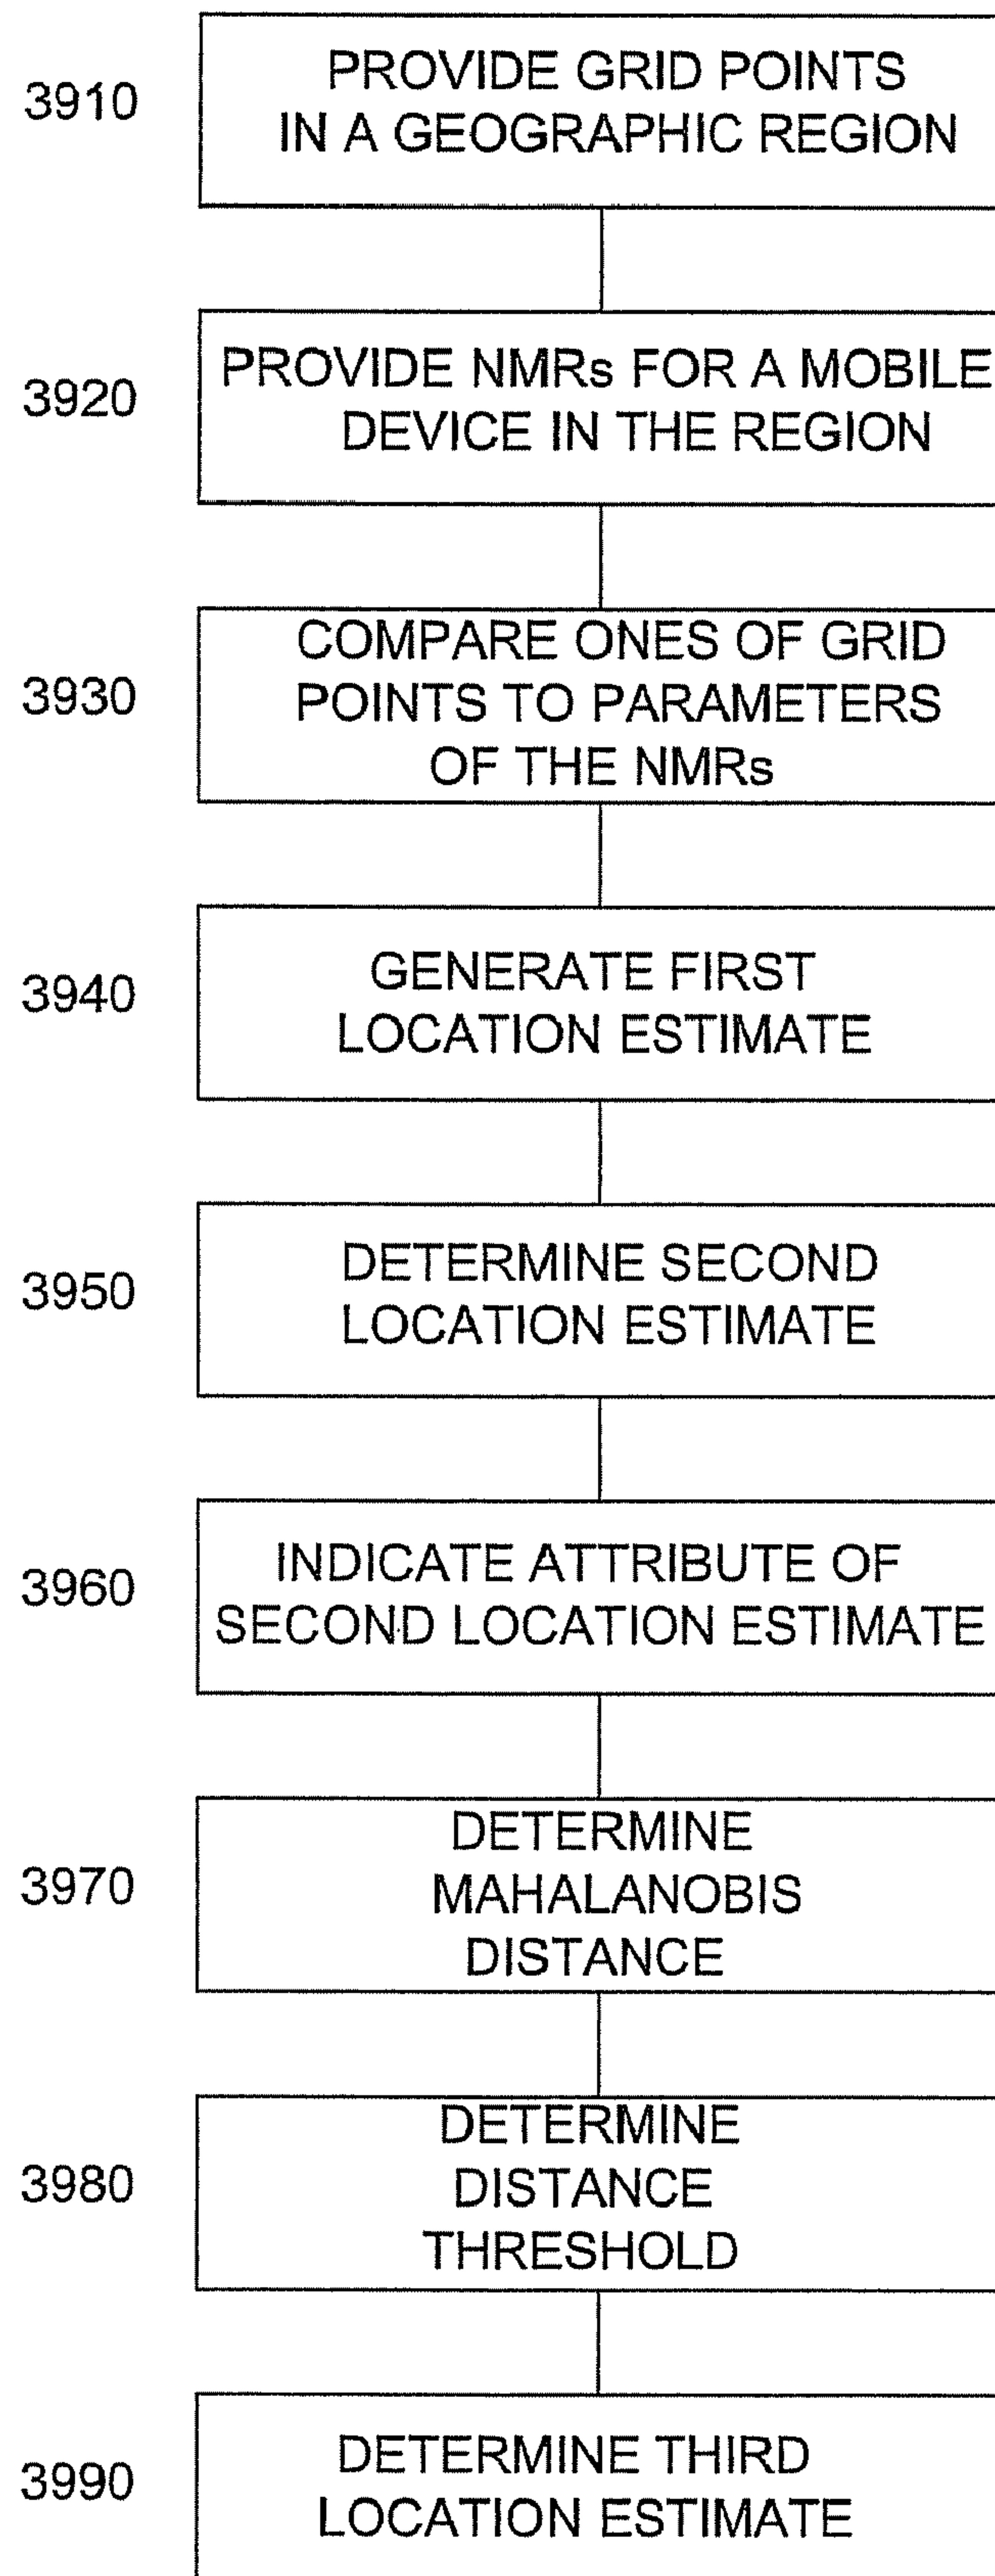 3910
PROVIDE GRID POINTS
IN A GEOGRAPHIC REGION
3920
PROVIDE NMRs FOR A MOBILE
DEVICE IN THE REGION
3930
COMPARE ONES OF GRID
POINTS TO PARAMETERS
OF THE NMRs
3940
GENERATE FIRST
LOCATION ESTIMATE
3950
DETERMINE SECOND
LOCATION ESTIMATE
3960
INDICATE ATTRIBUTE OF
SECOND LOCATION ESTIMATE
3970
DETERMINE
MAHALANOBIS
DISTANCE
3980
DETERMINE
DISTANCE
THRESHOLD
3990
DETERMINE THIRD
LOCATION ESTIMATE